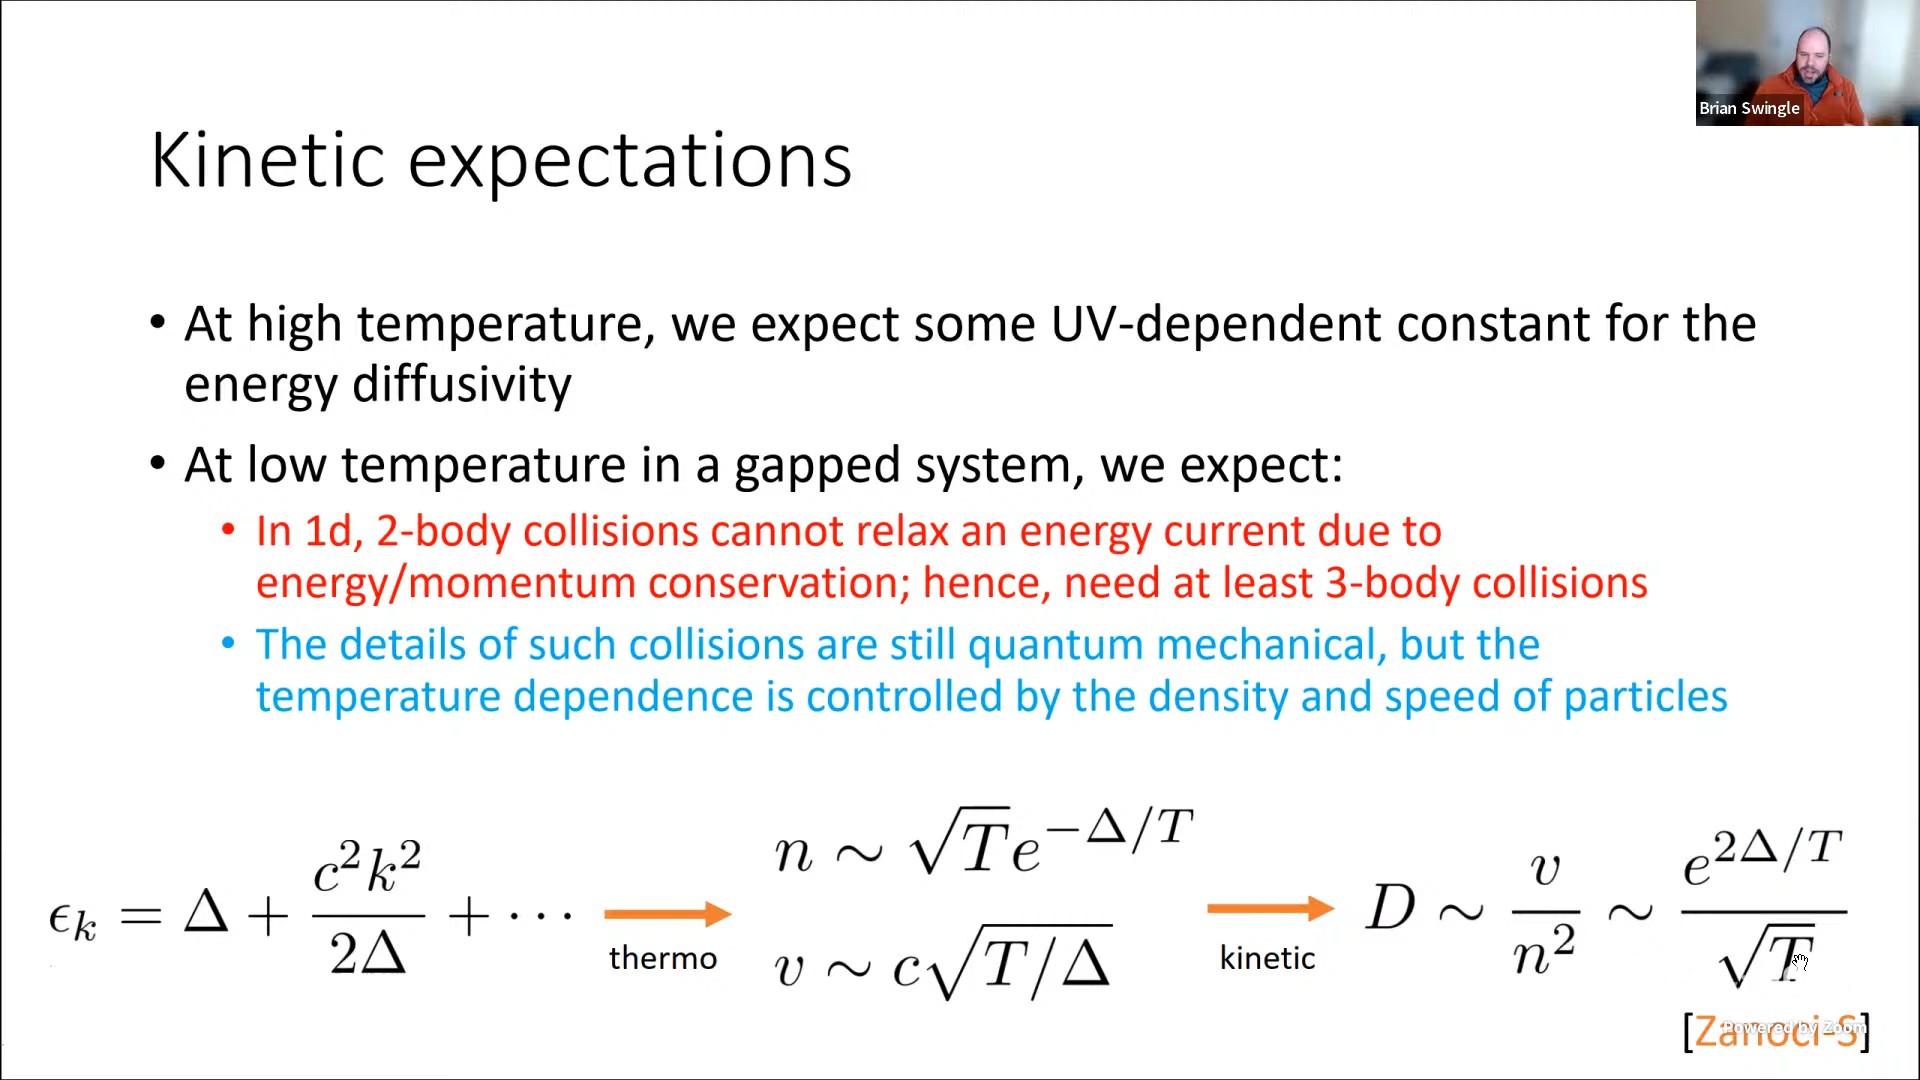 Brian Swingle
Kinetic expectations
• At high temperature, we expect some UV-dependent constant for the
energy diffusivity
• At low temperature in a gapped system, we expect:
• In 1d, 2-body collisions cannot relax an energy current due to
energy/momentum conservation; hence, need at least 3-body collisions
• The details of such collisions are still quantum mechanical, but the
temperature dependence is controlled by the density and speed of particles
ϵ_k = Δ + c²k²/2Δ + ⋯
thermo
n ∼ √T e^{−Δ/T}
v ∼ c√(T/Δ)
kinetic
D ∼ v/n² ∼ e^{2Δ/T}/√T
[Zanoci-S]
Powered by Zoom